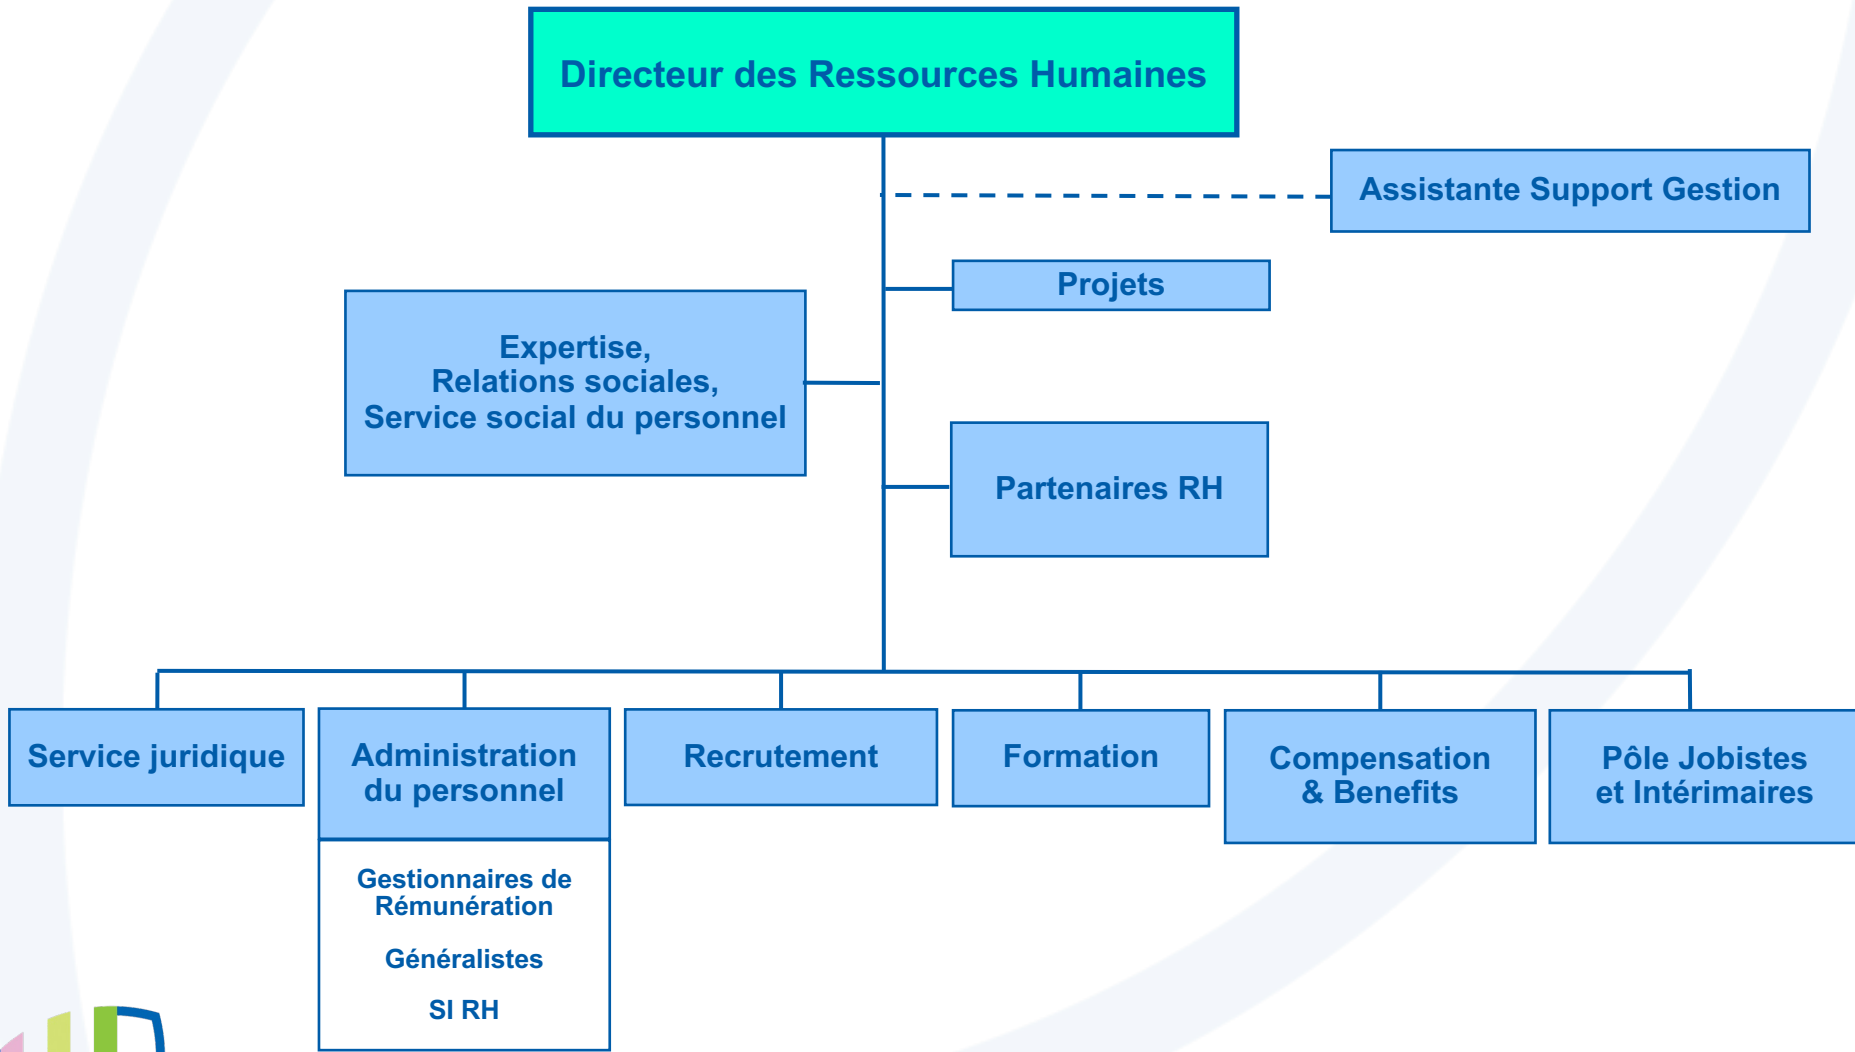 Directeur des Ressources Humaines
Assistante Support Gestion
Projets
Expertise,
Relations sociales,
Service social du personnel
Partenaires RH
Service juridique
Administration
du personnel
Recrutement
Formation
Compensation
& Benefits
Pôle Jobistes
et Intérimaires
Gestionnaires de
Rémunération
Généralistes
SI RH